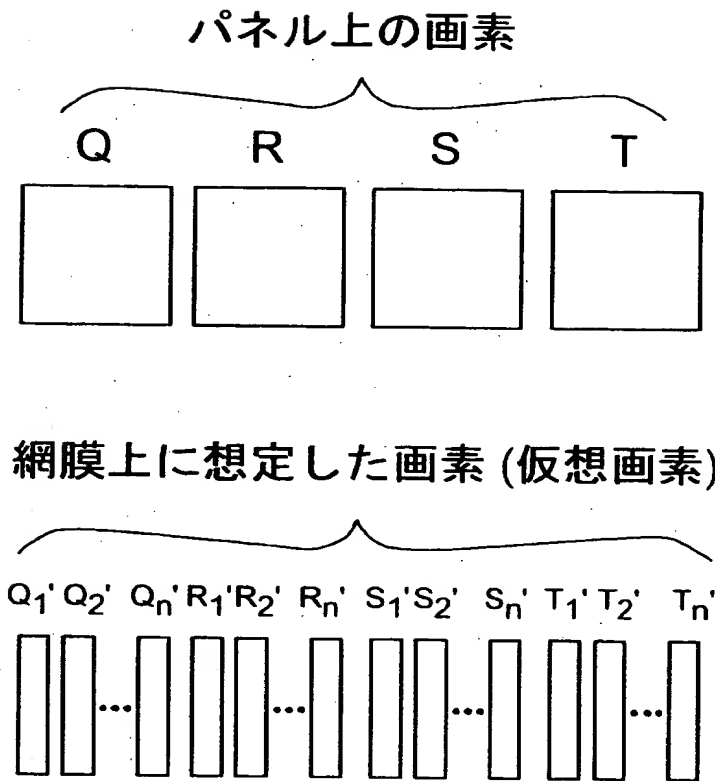 パネル上の画素
Q R S T
網膜上に想定した画素 (仮想画素)
Q₁' Q₂' Qₙ' R₁' R₂' Rₙ' S₁' S₂' Sₙ' T₁' T₂' Tₙ'
... ... ... ...